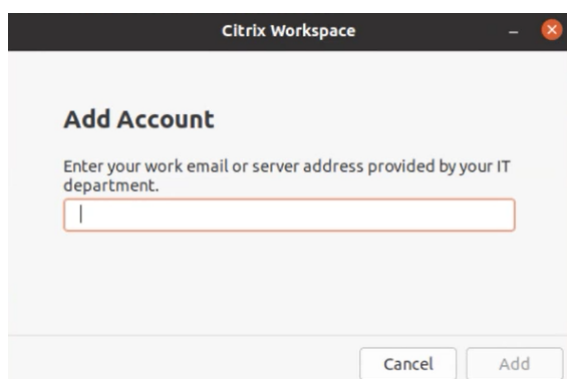 Citrix Workspace
Add Account
Enter your work email or server address provided by your IT
department.
Cancel
Add